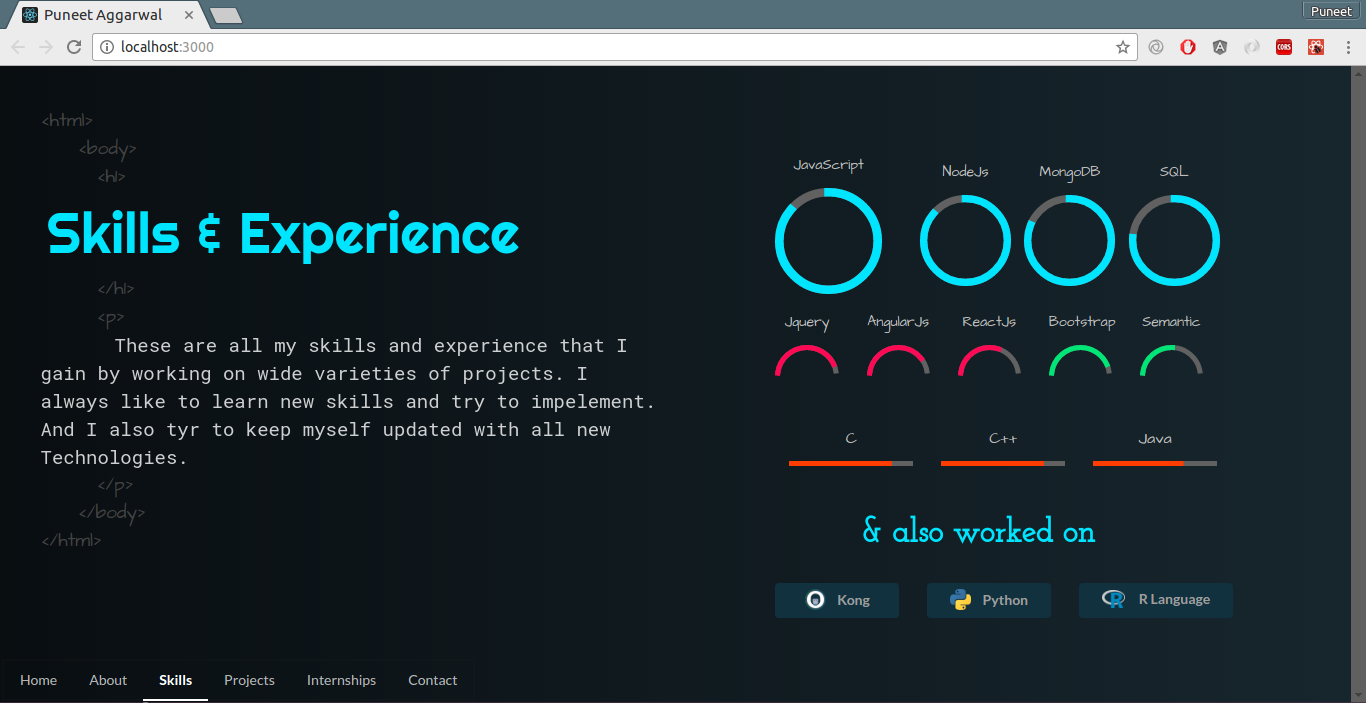 Puneet Aggarwal
Puneet
localhost:3000
CORS
<html>
<body>
<h1>
Skills & Experience
</h1>
<p>
These are all my skills and experience that I
gain by working on wide varieties of projects. I
always like to learn new skills and try to impelement.
And I also tyr to keep myself updated with all new
Technologies.
</p>
</body>
</html>
JavaScript NodeJs MongoDB SQL
Jquery AngularJs ReactJs Bootstrap Semantic
C C++ Java
& also worked on
Kong Python R Language
Home About Skills Projects Internships Contact